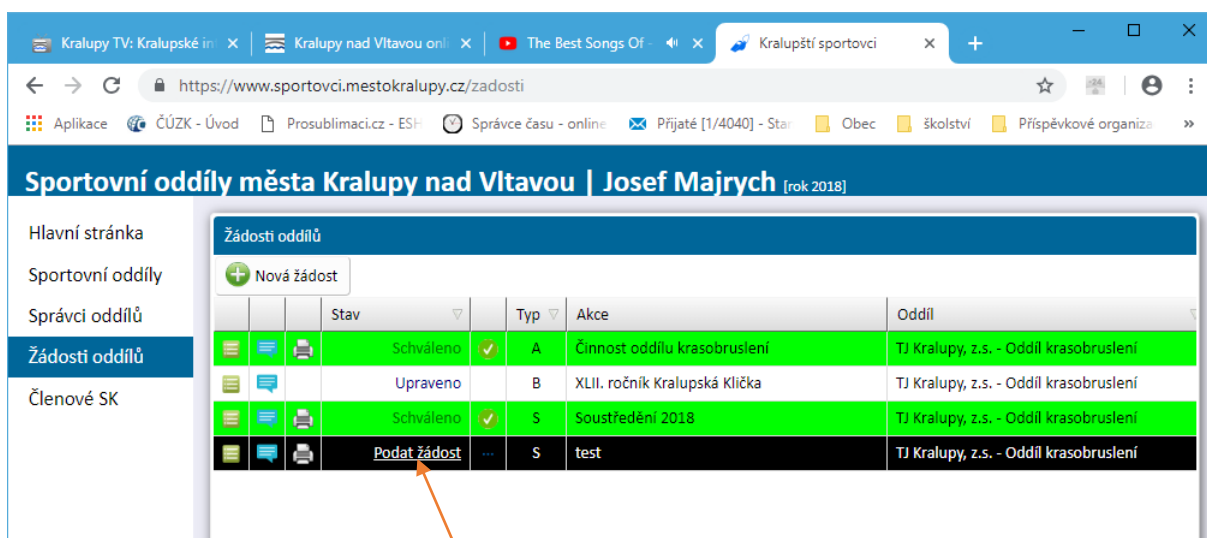 Kralupy TV: Kralupské in
Kralupy nad Vltavou onli
The Best Songs Of -
Kralupští sportovci
https://www.sportovci.mestokralupy.cz/zadosti
-24
Aplikace
ČÚZK - Úvod
Prosublimaci.cz - ESH
Správce času - online
Přijaté [1/4040] - Star
Obec
školství
Příspěvkové organiza
Sportovní oddíly města Kralupy nad Vltavou | Josef Majrych [rok 2018]
Hlavní stránka
Sportovní oddíly
Správci oddílů
Žádosti oddílů
Členové SK
Žádosti oddílů
Nová žádost
Stav Typ Akce Oddíl
Schváleno A Činnost oddílu krasobruslení TJ Kralupy, z.s. - Oddíl krasobruslení
Upraveno B XLII. ročník Kralupská Klička TJ Kralupy, z.s. - Oddíl krasobruslení
Schváleno S Soustředění 2018 TJ Kralupy, z.s. - Oddíl krasobruslení
Podat žádost ... S test TJ Kralupy, z.s. - Oddíl krasobruslení